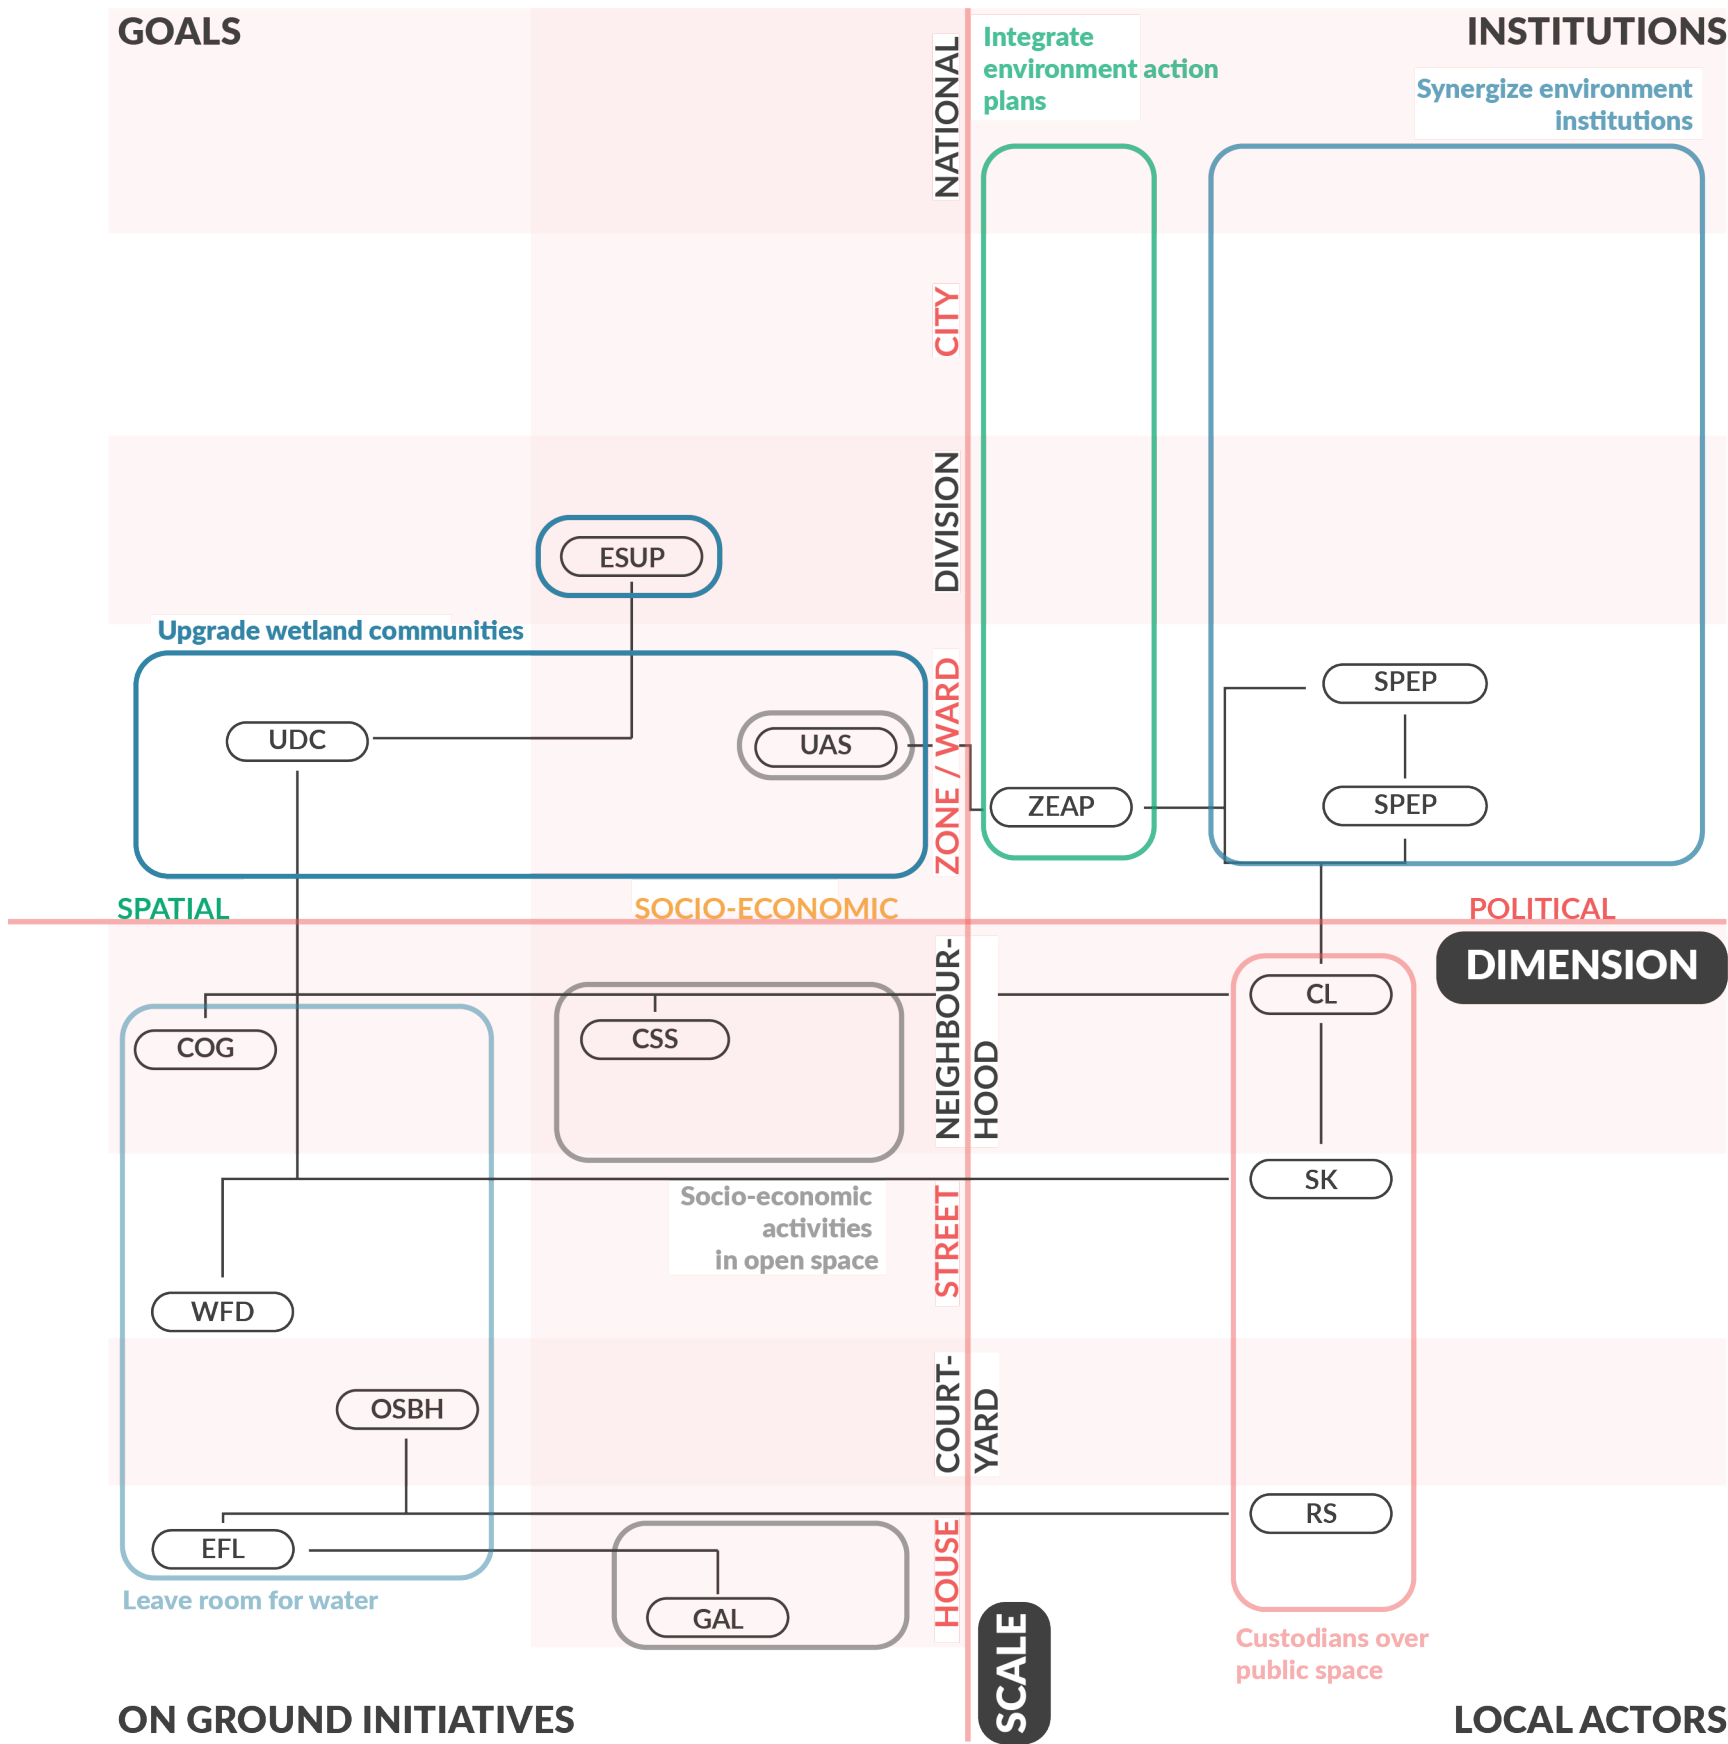 GOALS
INSTITUTIONS
Integrate
environment action
plans
Synergize environment
institutions
NATIONAL
CITY
DIVISION
ESUP
Upgrade wetland communities
ZONE / WARD
SPEP
UDC
UAS
ZEAP
SPEP
SPATIAL
SOCIO-ECONOMIC
POLITICAL
DIMENSION
NEIGHBOUR-
HOOD
CL
COG
CSS
SK
Socio-economic
activities
in open space
STREET
WFD
COURT-
YARD
OSBH
RS
EFL
HOUSE
Leave room for water
GAL
SCALE
Custodians over
public space
ON GROUND INITIATIVES
LOCAL ACTORS